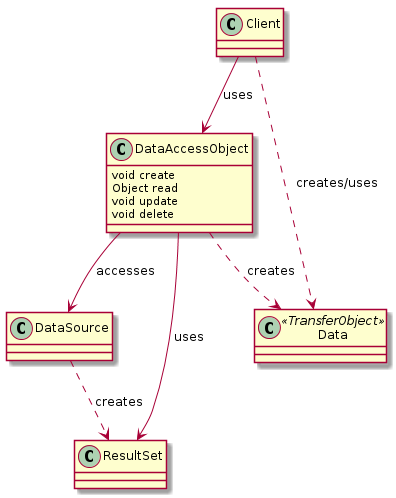 C Client
uses
C DataAccessObject
void create
Object read
void update
void delete
creates/uses
accesses
creates
C DataSource
C «TransferObject»
Data
uses
creates
C ResultSet